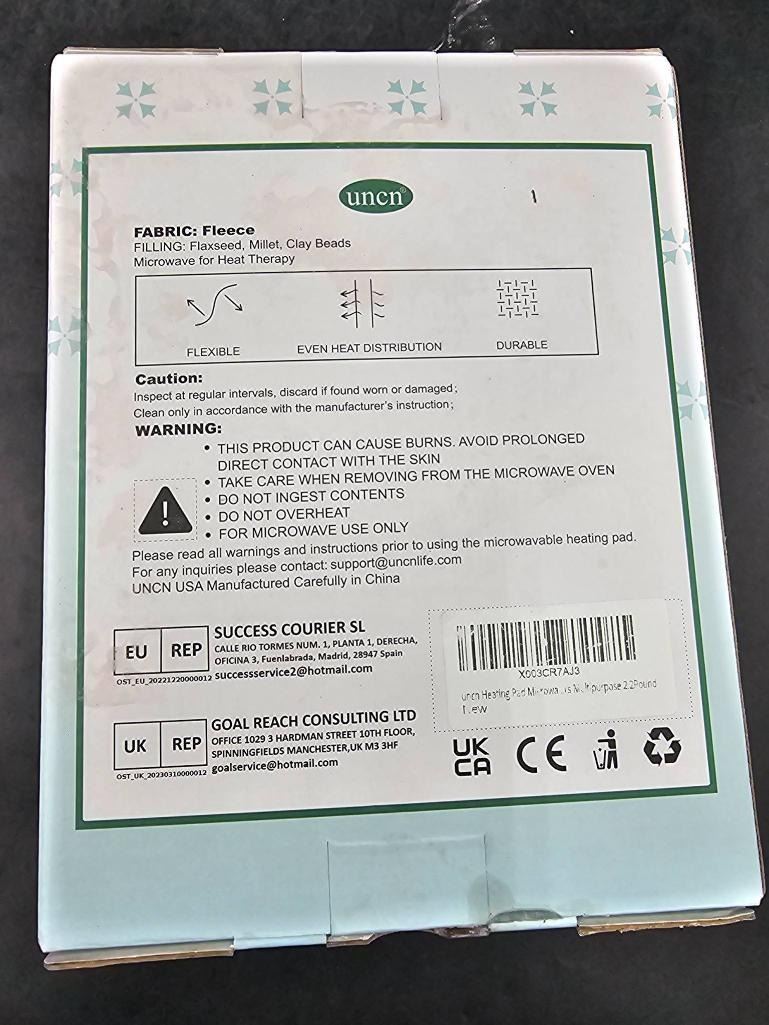 uncn®
FABRIC: Fleece
FILLING: Flaxseed, Millet, Clay Beads
Microwave for Heat Therapy
FLEXIBLE
EVEN HEAT DISTRIBUTION
DURABLE
Caution:
Inspect at regular intervals, discard if found worn or damaged;
Clean only in accordance with the manufacturer's instruction;
WARNING:
• THIS PRODUCT CAN CAUSE BURNS. AVOID PROLONGED
DIRECT CONTACT WITH THE SKIN
• TAKE CARE WHEN REMOVING FROM THE MICROWAVE OVEN
• DO NOT INGEST CONTENTS
• DO NOT OVERHEAT
• FOR MICROWAVE USE ONLY
Please read all warnings and instructions prior to using the microwavable heating pad.
For any inquiries please contact: support@uncnlife.com
UNCN USA Manufactured Carefully in China
EU REP
OST_EU_20221220000012
SUCCESS COURIER SL
CALLE RIO TORMES NUM. 1, PLANTA 1, DERECHA,
OFICINA 3, Fuenlabrada, Madrid, 28947 Spain
successservice2@hotmail.com
UK REP
OST_UK_20230310000012
GOAL REACH CONSULTING LTD
OFFICE 1029 3 HARDMAN STREET 10TH FLOOR,
SPINNINGFIELDS MANCHESTER,UK M3 3HF
goalservice@hotmail.com
X003CR7AJ3
uncn Heating Pad 2.2Pound
UK
CA
CE